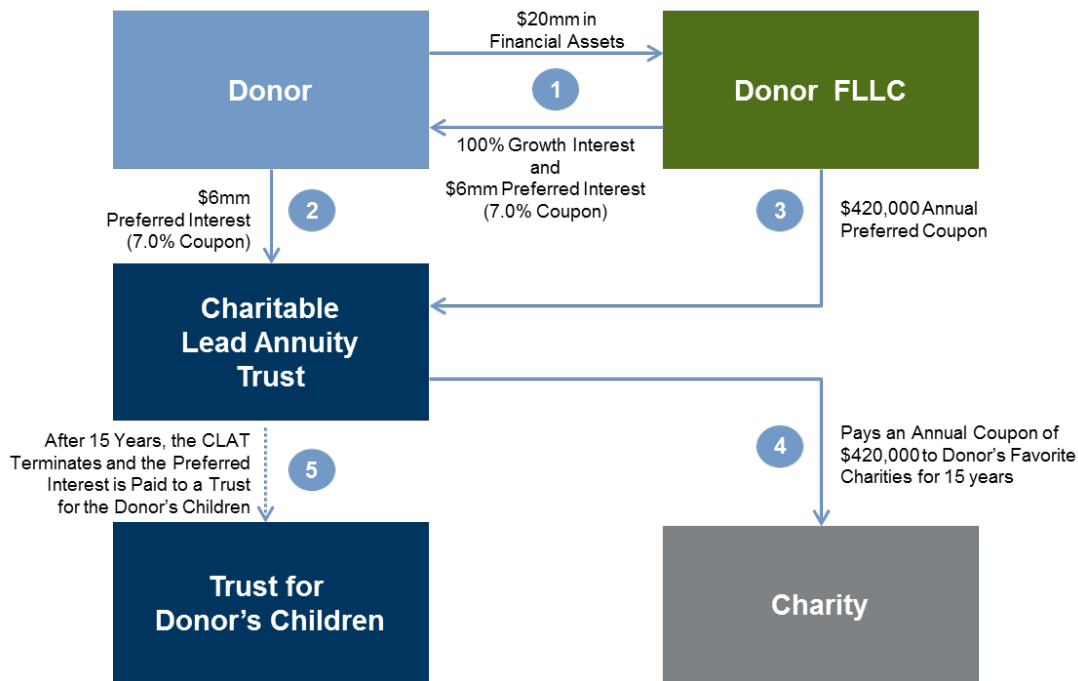 $20mm in
Financial Assets
Donor
1
Donor FLLC
100% Growth Interest
and
$6mm Preferred Interest
(7.0% Coupon)
$6mm
Preferred Interest
(7.0% Coupon)
2
3
$420,000 Annual
Preferred Coupon
Charitable
Lead Annuity
Trust
After 15 Years, the CLAT
Terminates and the Preferred
Interest is Paid to a Trust
for the Donor's Children
5
4
Pays an Annual Coupon of
$420,000 to Donor's Favorite
Charities for 15 years
Trust for
Donor's Children
Charity